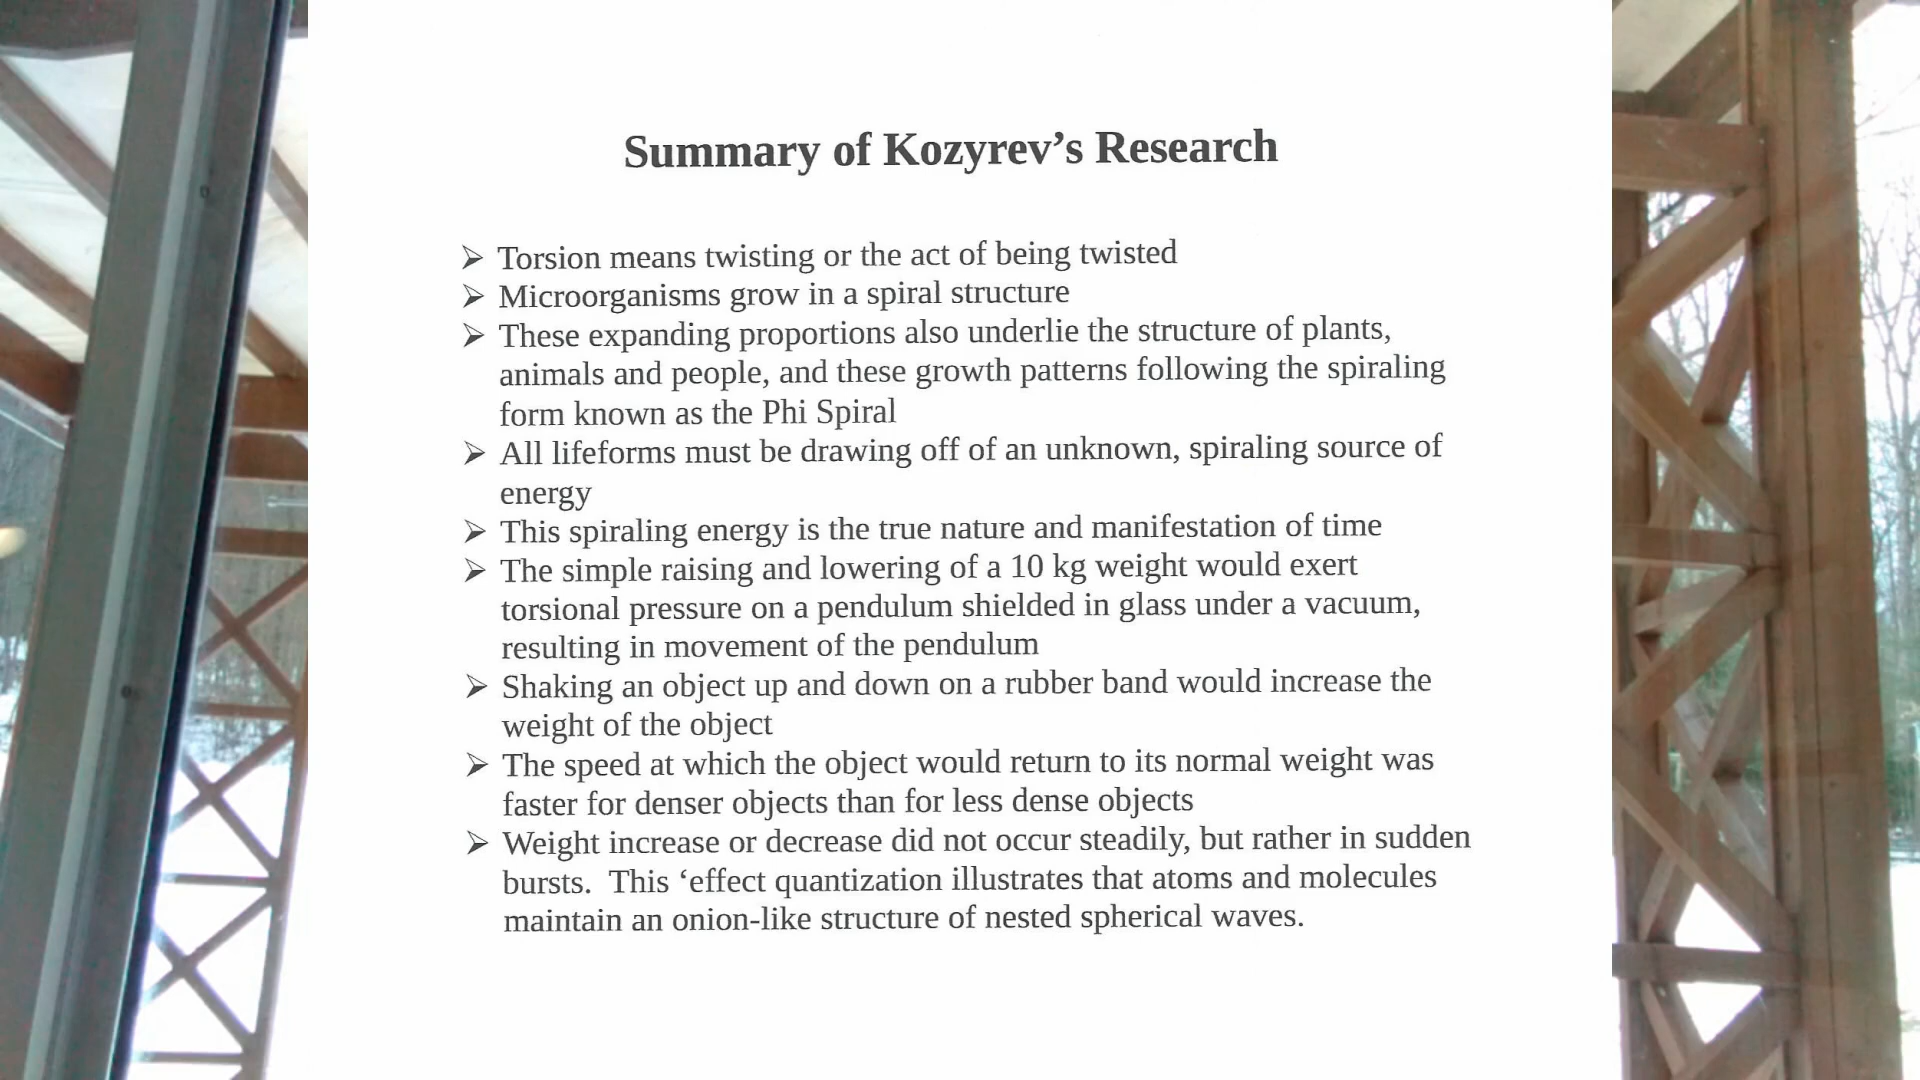 Summary of Kozyrev’s Research
➢ Torsion means twisting or the act of being twisted
➢ Microorganisms grow in a spiral structure
➢ These expanding proportions also underlie the structure of plants,
animals and people, and these growth patterns following the spiraling
form known as the Phi Spiral
➢ All lifeforms must be drawing off of an unknown, spiraling source of
energy
➢ This spiraling energy is the true nature and manifestation of time
➢ The simple raising and lowering of a 10 kg weight would exert
torsional pressure on a pendulum shielded in glass under a vacuum,
resulting in movement of the pendulum
➢ Shaking an object up and down on a rubber band would increase the
weight of the object
➢ The speed at which the object would return to its normal weight was
faster for denser objects than for less dense objects
➢ Weight increase or decrease did not occur steadily, but rather in sudden
bursts.  This ‘effect quantization illustrates that atoms and molecules
maintain an onion-like structure of nested spherical waves.